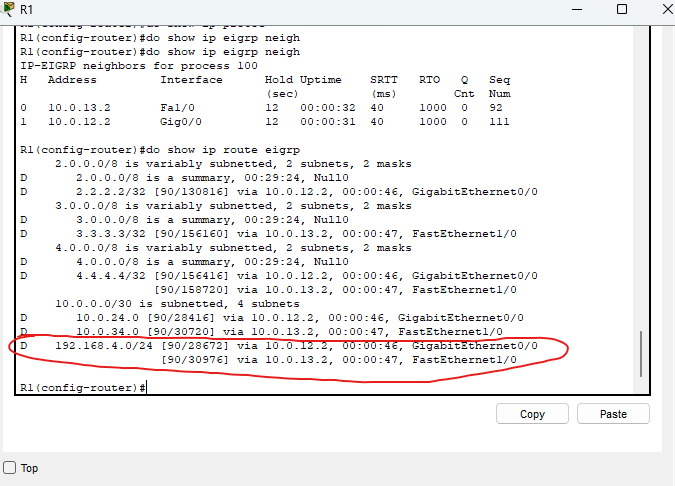 R1
R1(config-router)#do show ip eigrp neigh
R1(config-router)#do show ip eigrp neigh
IP-EIGRP neighbors for process 100
H Address Interface Hold Uptime SRTT RTO Q Seq
(sec) (ms) Cnt Num
0 10.0.13.2 Fa1/0 12 00:00:32 40 1000 0 92
1 10.0.12.2 Gig0/0 12 00:00:31 40 1000 0 111
R1(config-router)#do show ip route eigrp
2.0.0.0/8 is variably subnetted, 2 subnets, 2 masks
D 2.0.0.0/8 is a summary, 00:29:24, Null0
D 2.2.2.2/32 [90/130816] via 10.0.12.2, 00:00:46, GigabitEthernet0/0
3.0.0.0/8 is variably subnetted, 2 subnets, 2 masks
D 3.0.0.0/8 is a summary, 00:29:24, Null0
D 3.3.3.3/32 [90/156160] via 10.0.13.2, 00:00:47, FastEthernet1/0
4.0.0.0/8 is variably subnetted, 2 subnets, 2 masks
D 4.0.0.0/8 is a summary, 00:29:24, Null0
D 4.4.4.4/32 [90/156416] via 10.0.12.2, 00:00:46, GigabitEthernet0/0
[90/158720] via 10.0.13.2, 00:00:47, FastEthernet1/0
10.0.0.0/30 is subnetted, 4 subnets
D 10.0.24.0 [90/28416] via 10.0.12.2, 00:00:46, GigabitEthernet0/0
D 10.0.34.0 [90/30720] via 10.0.13.2, 00:00:47, FastEthernet1/0
D 192.168.4.0/24 [90/28672] via 10.0.12.2, 00:00:46, GigabitEthernet0/0
[90/30976] via 10.0.13.2, 00:00:47, FastEthernet1/0
R1(config-router)#
Copy Paste
Top